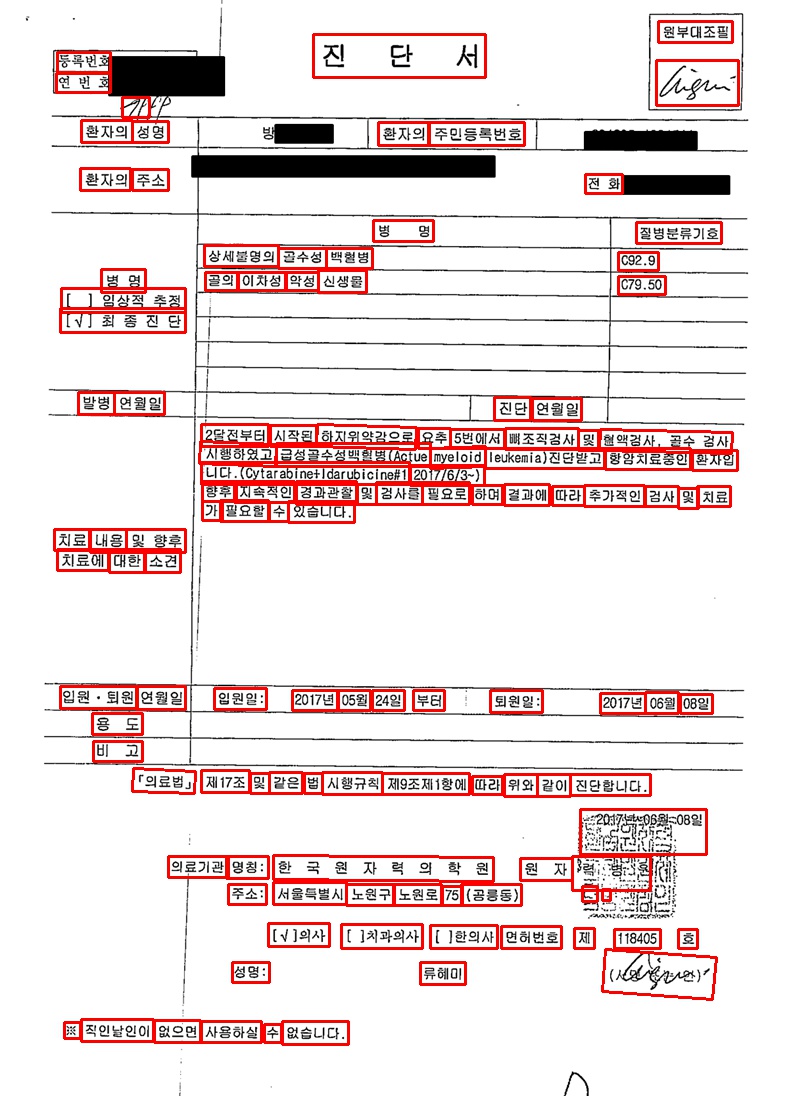 진 단 서
원부대조필
등록번호
연 번 호
환자의 성명 방 환자의 주민등록번호
환자의 주소 전 화
병 명 질병분류기호
상세불명의 골수성 백혈병 C92.9
골의 이차성 악성 신생물 C79.50
병 명
[ ] 임상적 추정
[√] 최 종 진 단
발병 연월일 진단 연월일
2달전부터 시작된 하지위약감으로 요추 5번에서 뼈조직검사 및 혈액검사, 골수 검사
시행하였고 급성골수성백혈병(ActUe myeloid leukemia)진단받고 항암치료중인 환자입
니다.(Cytarabine+Idarubicine#1 2017/6/3~)
향후 지속적인 경과관찰 및 검사를 필요로 하며 결과에 따라 추가적인 검사 및 치료
가 필요할 수 있습니다.
치료 내용 및 향후
치료에 대한 소견
입원·퇴원 연월일 입원일: 2017년 05월 24일 부터 퇴원일: 2017년 06월 08일
용 도
비 고
「의료법」 제17조 및 같은 법 시행규칙 제9조제1항에 따라 위와 같이 진단합니다.
2017년 06월 08일
의료기관 명칭: 한 국 원 자 력 의 학 원 원 자 력 병 원
주소: 서울특별시 노원구 노원로 75 (공릉동)
[√]의사 [ ]치과의사 [ ]한의사 면허번호 제 118405 호
성명: 류혜미
※ 직인날인이 없으면 사용하실 수 없습니다.